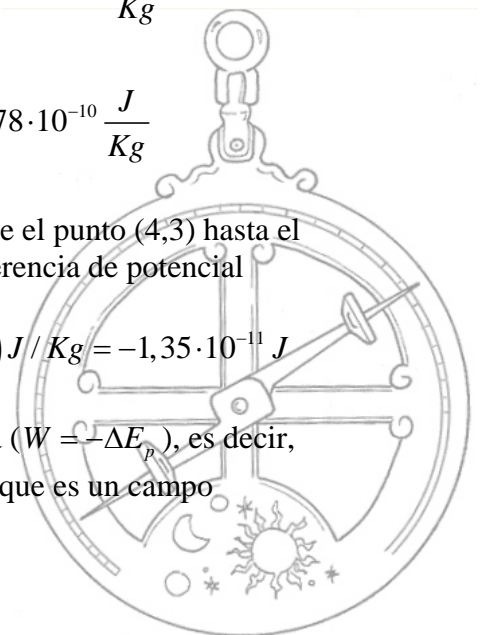 Kg
78·10⁻¹⁰ J/Kg
e el punto (4,3) hasta el
erencia de potencial
) J / Kg = −1,35·10⁻¹¹ J
(W = −ΔEₚ), es decir,
que es un campo